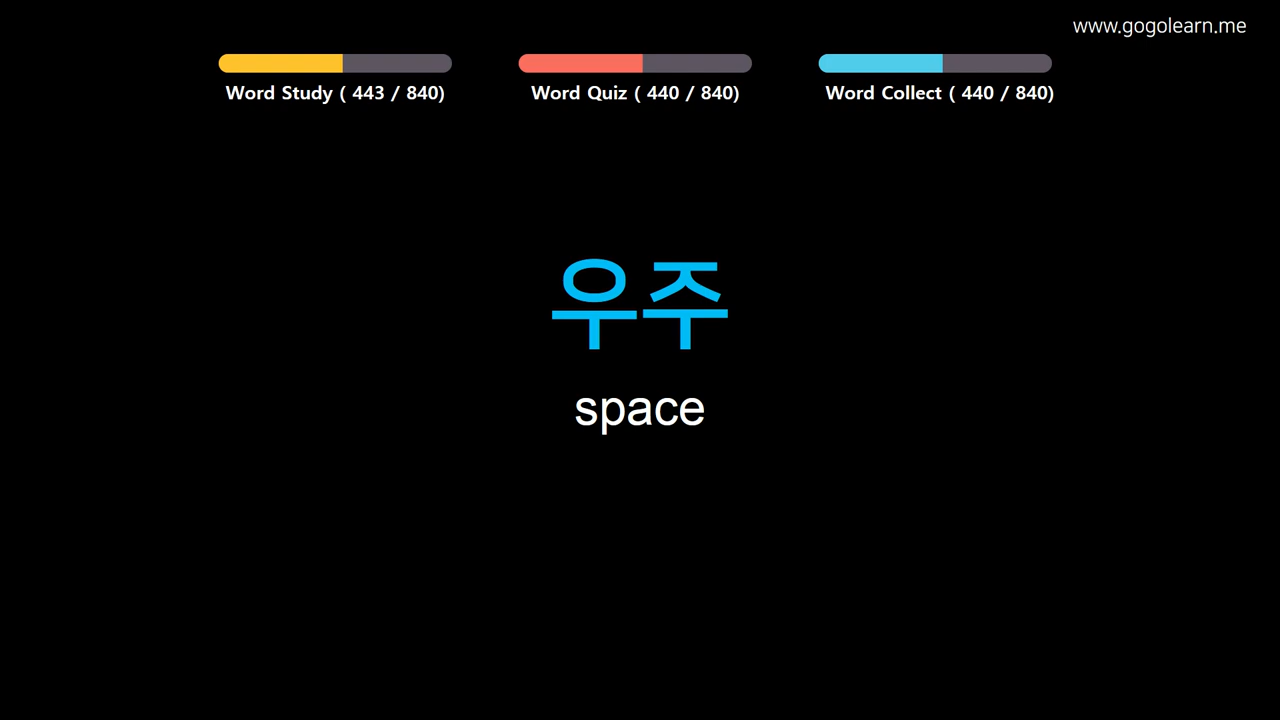 www.gogolearn.me
Word Study ( 443 / 840)
Word Quiz ( 440 / 840)
Word Collect ( 440 / 840)
우주
space